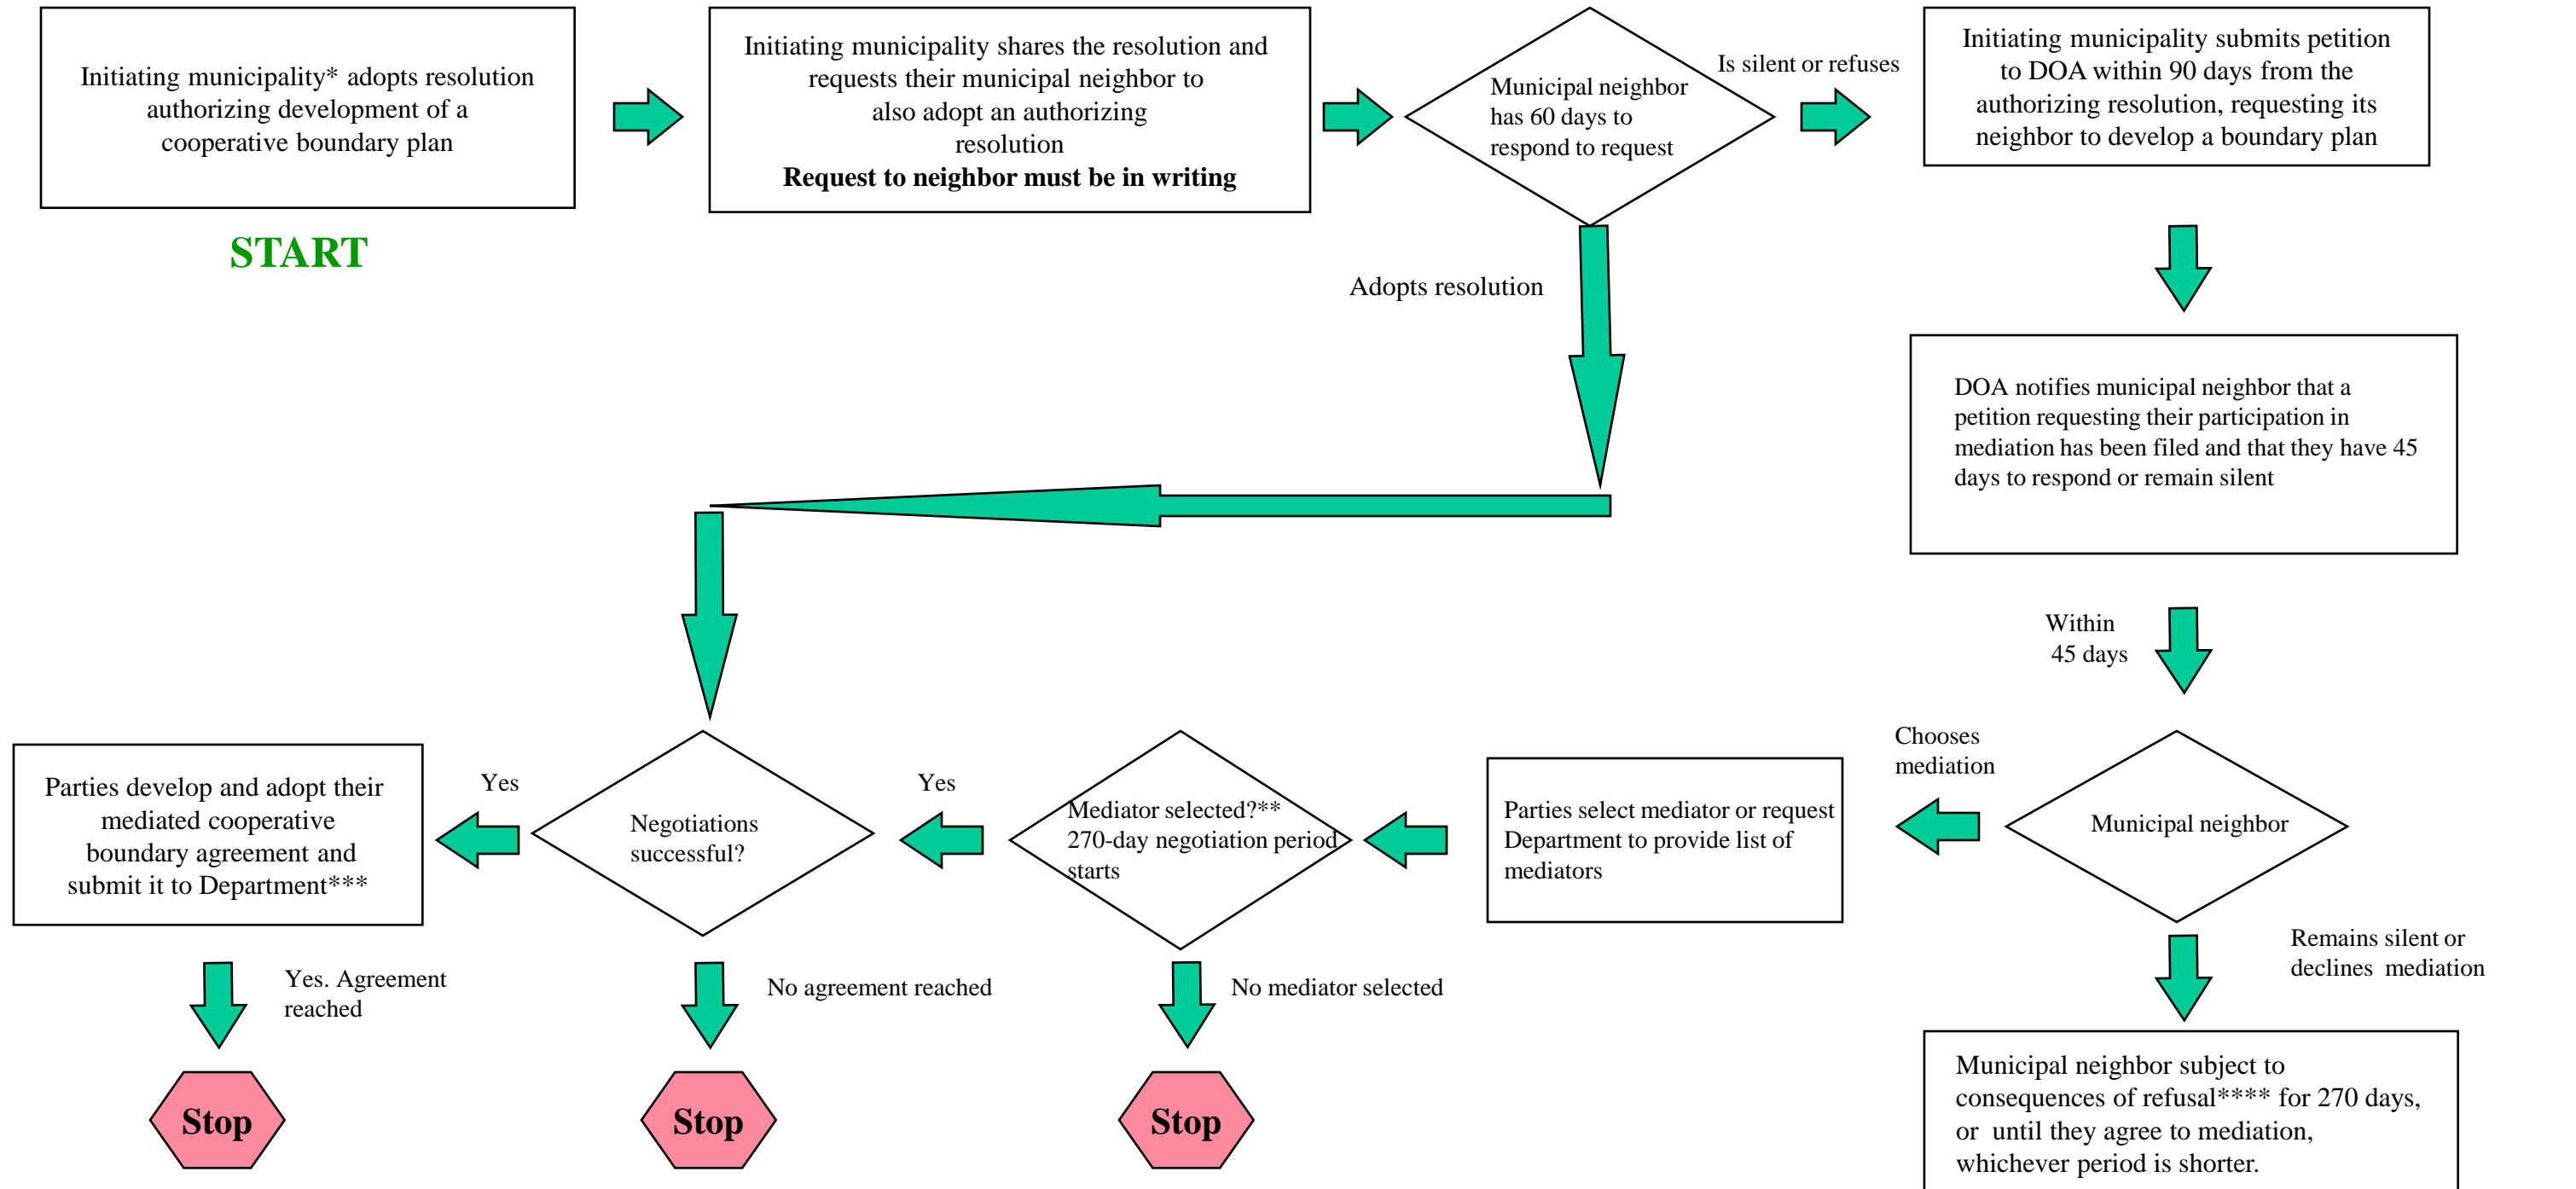 Initiating municipality* adopts resolution
authorizing development of a
cooperative boundary plan
START
Initiating municipality shares the resolution and
requests their municipal neighbor to
also adopt an authorizing
resolution
Request to neighbor must be in writing
Municipal neighbor
has 60 days to
respond to request
Is silent or refuses
Initiating municipality submits petition
to DOA within 90 days from the
authorizing resolution, requesting its
neighbor to develop a boundary plan
Adopts resolution
DOA notifies municipal neighbor that a
petition requesting their participation in
mediation has been filed and that they have 45
days to respond or remain silent
Within
45 days
Municipal neighbor
Chooses
mediation
Parties select mediator or request
Department to provide list of
mediators
Mediator selected?**
270-day negotiation period
starts
Yes
Negotiations
successful?
Yes
Parties develop and adopt their
mediated cooperative
boundary agreement and
submit it to Department***
Yes. Agreement
reached
No agreement reached
No mediator selected
Remains silent or
declines mediation
Stop
Stop
Stop
Municipal neighbor subject to
consequences of refusal**** for 270 days,
or until they agree to mediation,
whichever period is shorter.